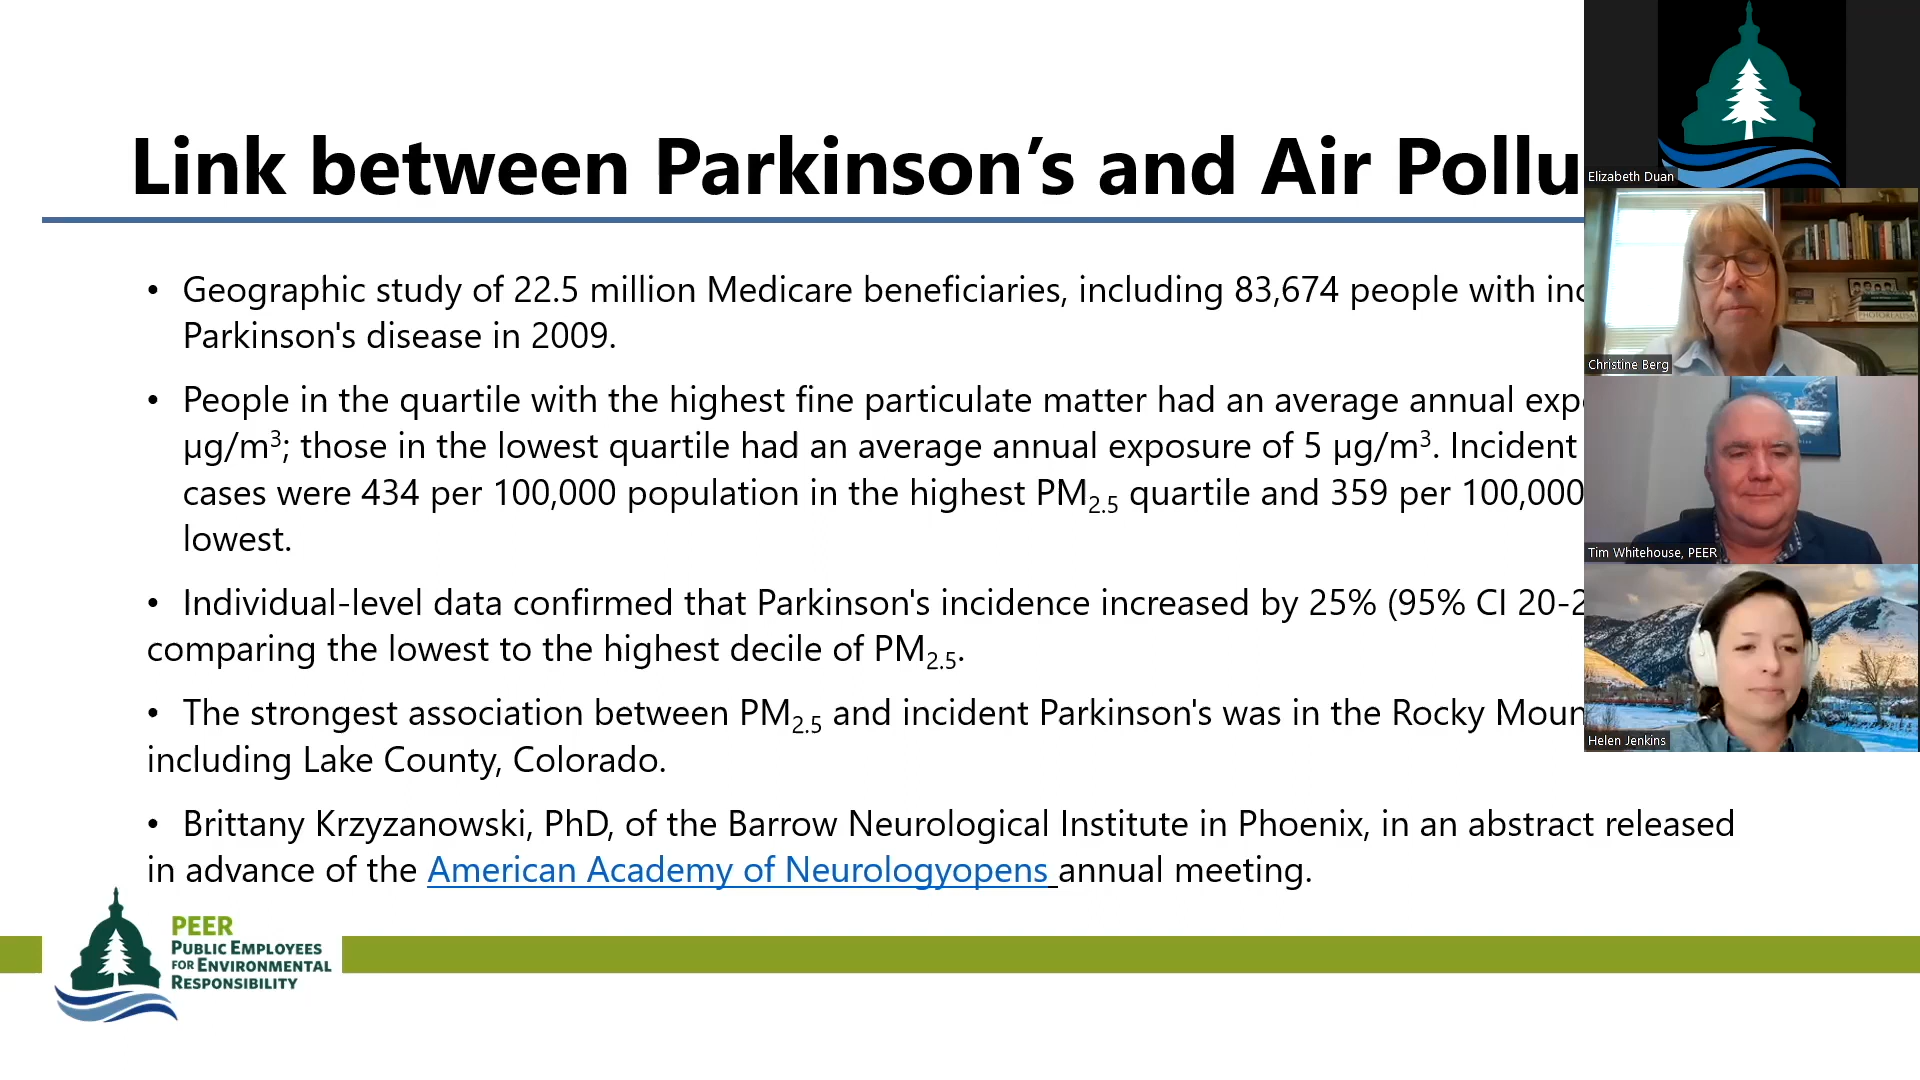 Link between Parkinson’s and Air Pollu
• Geographic study of 22.5 million Medicare beneficiaries, including 83,674 people with
Parkinson's disease in 2009.
• People in the quartile with the highest fine particulate matter had an average annual
µg/m3; those in the lowest quartile had an average annual exposure of 5 µg/m3. Incident
cases were 434 per 100,000 population in the highest PM2.5 quartile and 359 per 100,000
lowest.
• Individual-level data confirmed that Parkinson's incidence increased by 25% (95% CI 20-2
comparing the lowest to the highest decile of PM2.5.
• The strongest association between PM2.5 and incident Parkinson's was in the Rocky Moun
including Lake County, Colorado.
• Brittany Krzyzanowski, PhD, of the Barrow Neurological Institute in Phoenix, in an abstract released
in advance of the American Academy of Neurologyopens annual meeting.
PEER
PUBLIC EMPLOYEES
FOR ENVIRONMENTAL
RESPONSIBILITY
Elizabeth Duan
PHOTOREALISM
Christine Berg
Tim Whitehouse, PEER
Helen Jenkins